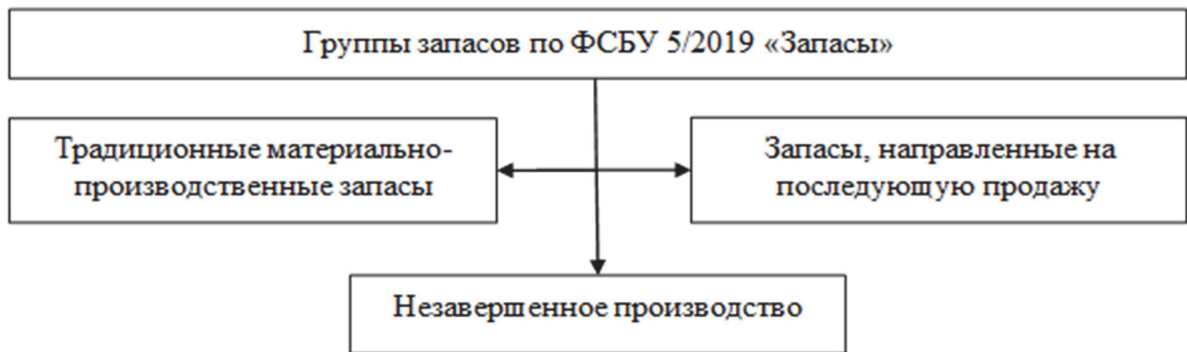 Группы запасов по ФСБУ 5/2019 «Запасы»
Традиционные материально-
производственные запасы
Запасы, направленные на
последующую продажу
Незавершенное производство